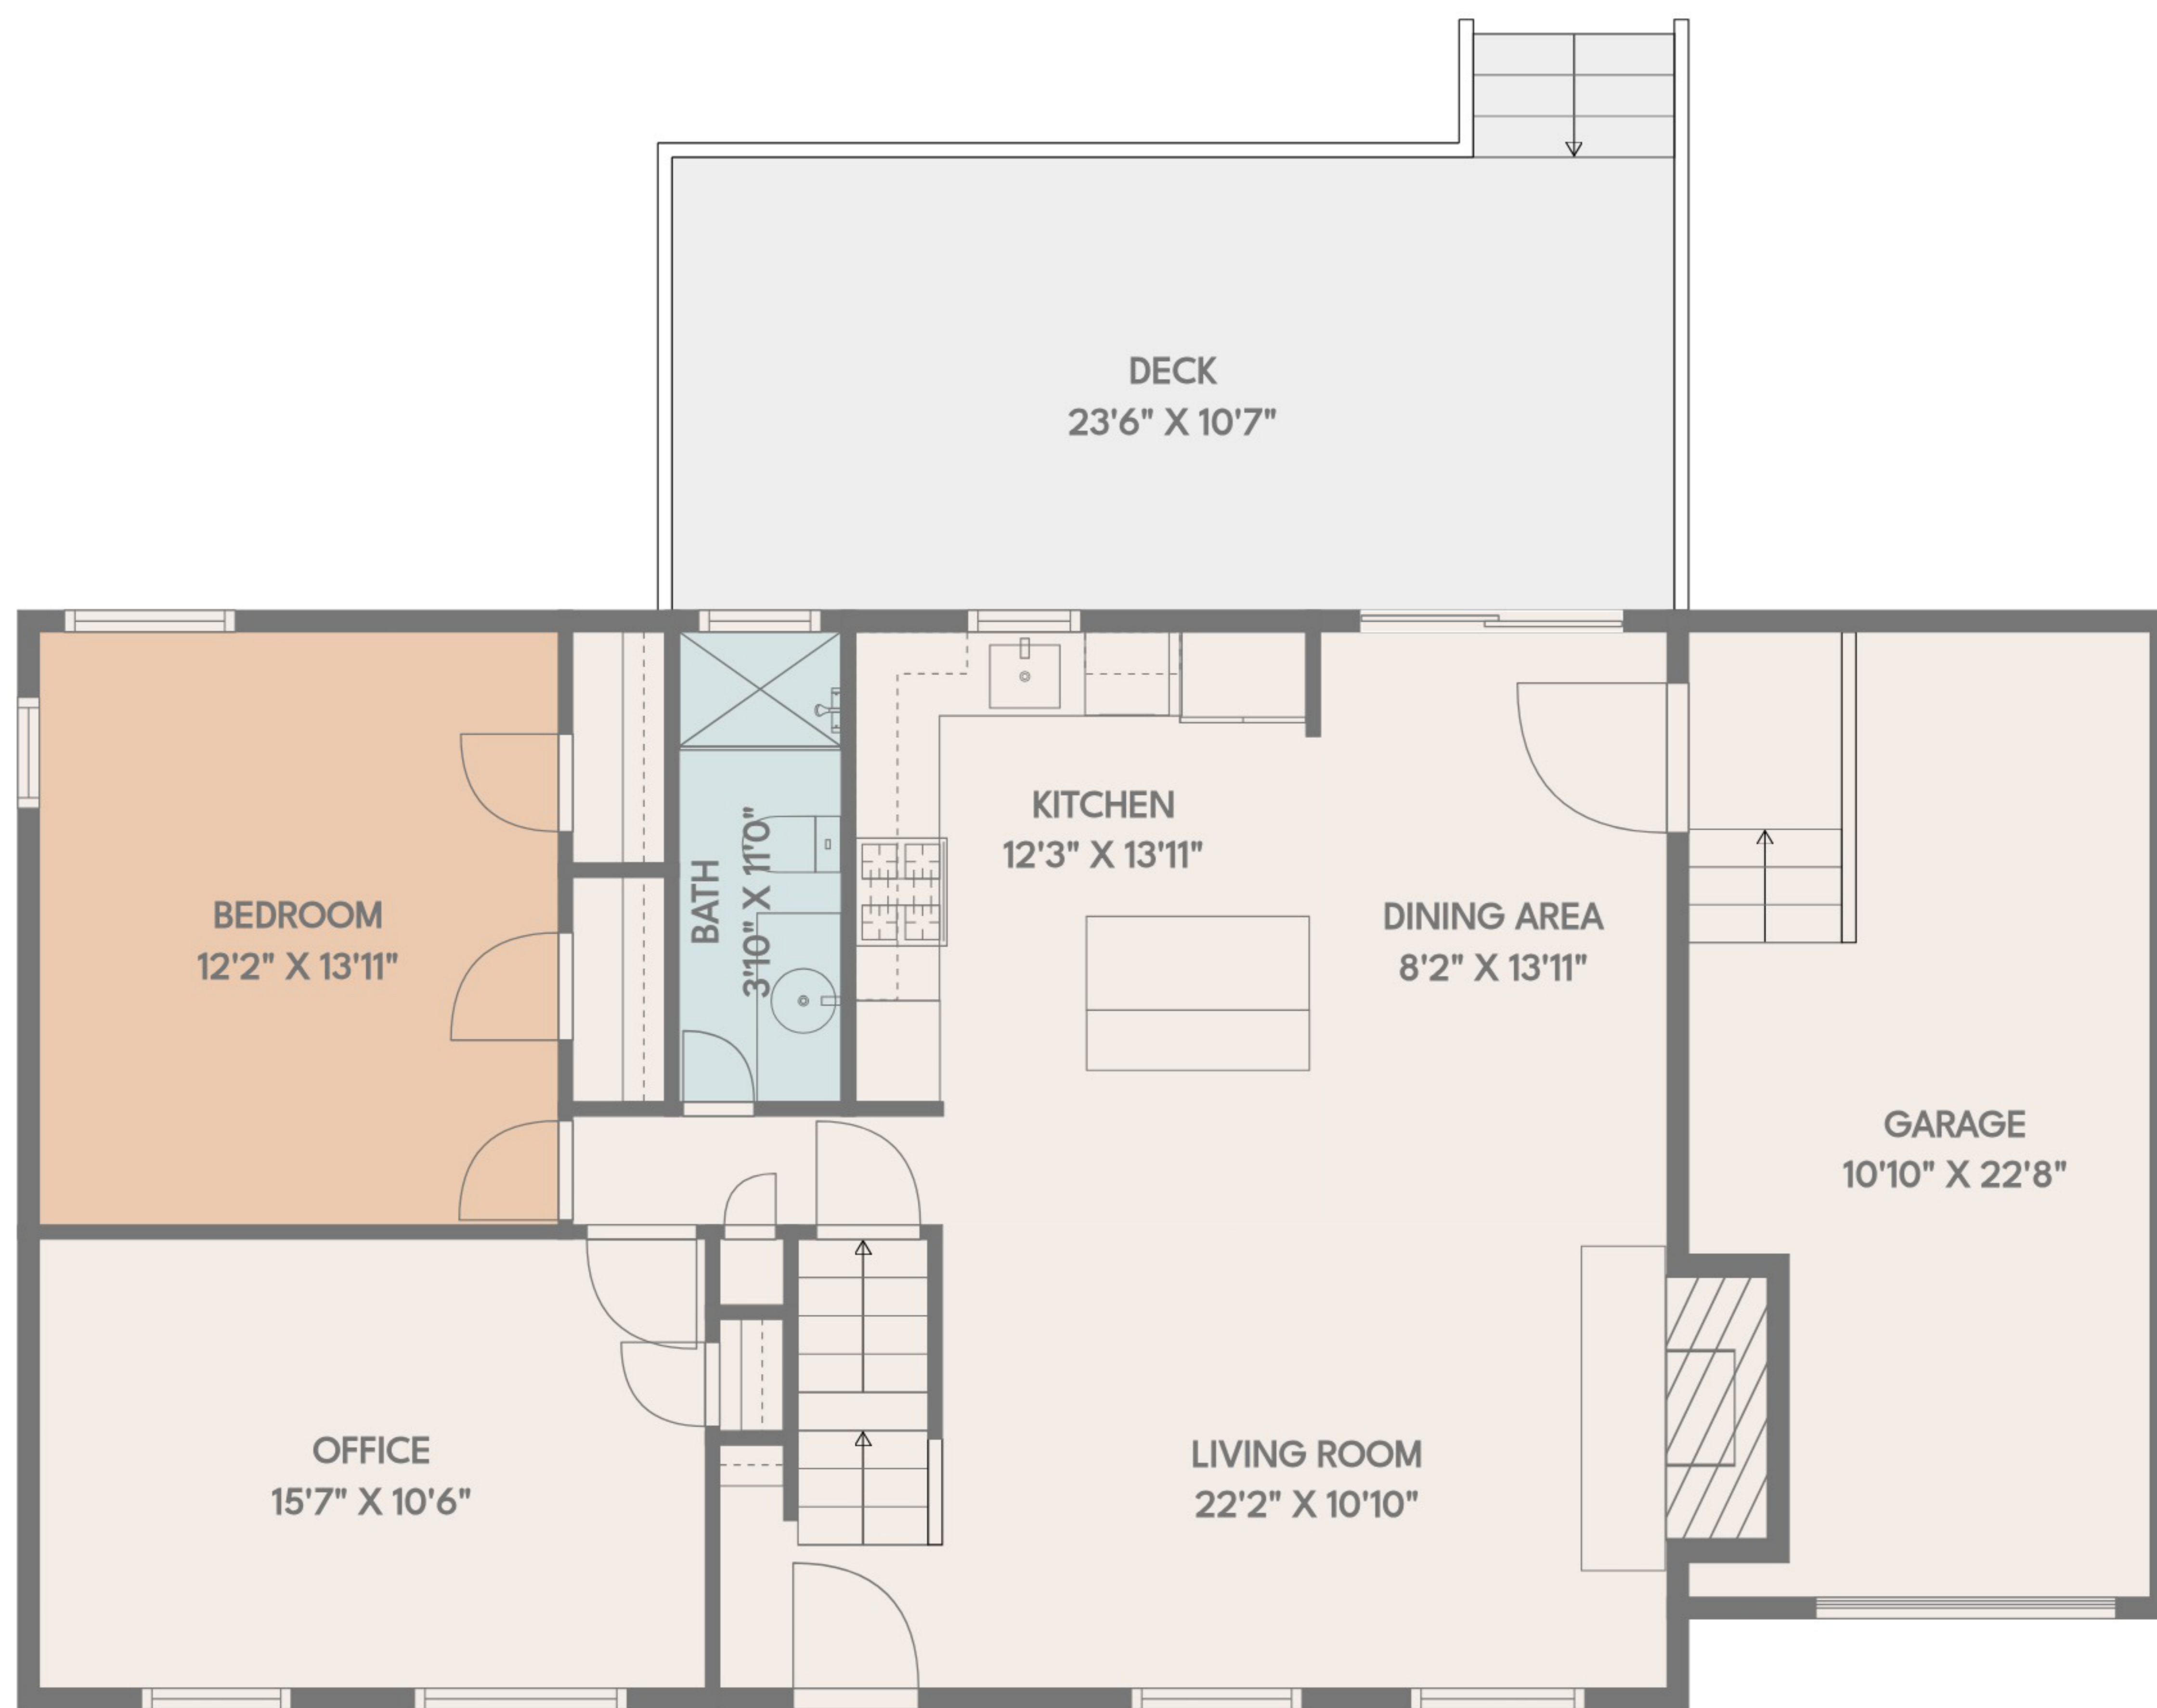 DECK
23'6" X 10'7"
KITCHEN
12'3" X 13'11"
BEDROOM
12'2" X 13'11"
BATH
3'10" X 11'0"
DINING AREA
8'2" X 13'11"
GARAGE
10'10" X 22'8"
OFFICE
15'7" X 10'6"
LIVING ROOM
22'2" X 10'10"